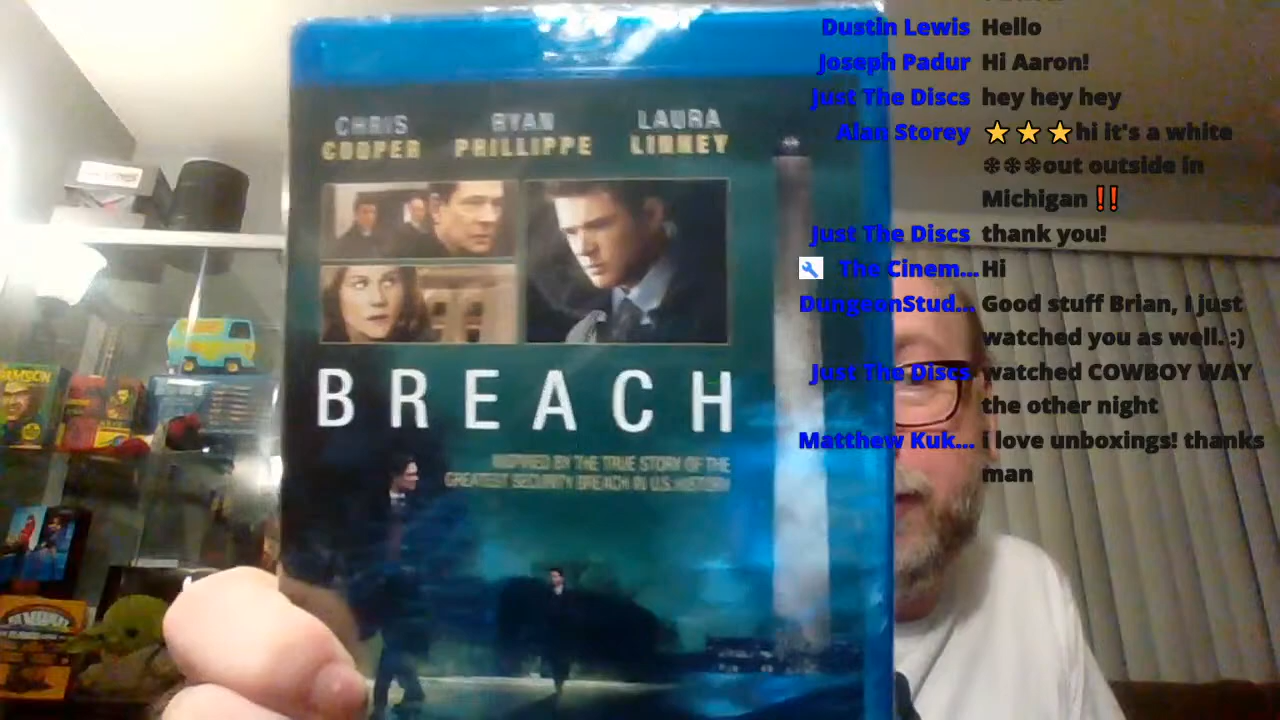 CHRIS COOPER
RYAN PHILLIPPE
LAURA LINNEY
BREACH
INSPIRED BY THE TRUE STORY OF THE
GREATEST SECURITY BREACH IN U.S. HISTORY
Dustin Lewis Hello
Joseph Padur Hi Aaron!
Just The Discs hey hey hey
Alan Storey ⭐⭐⭐hi it's a white
❄❄❄out outside in
Michigan ‼️
Just The Discs thank you!
The Cinem... Hi
DungeonStud... Good stuff Brian, I just
watched you as well. :)
Just The Discs watched COWBOY WAY
the other night
Matthew Kuk... i love unboxings! thanks
man